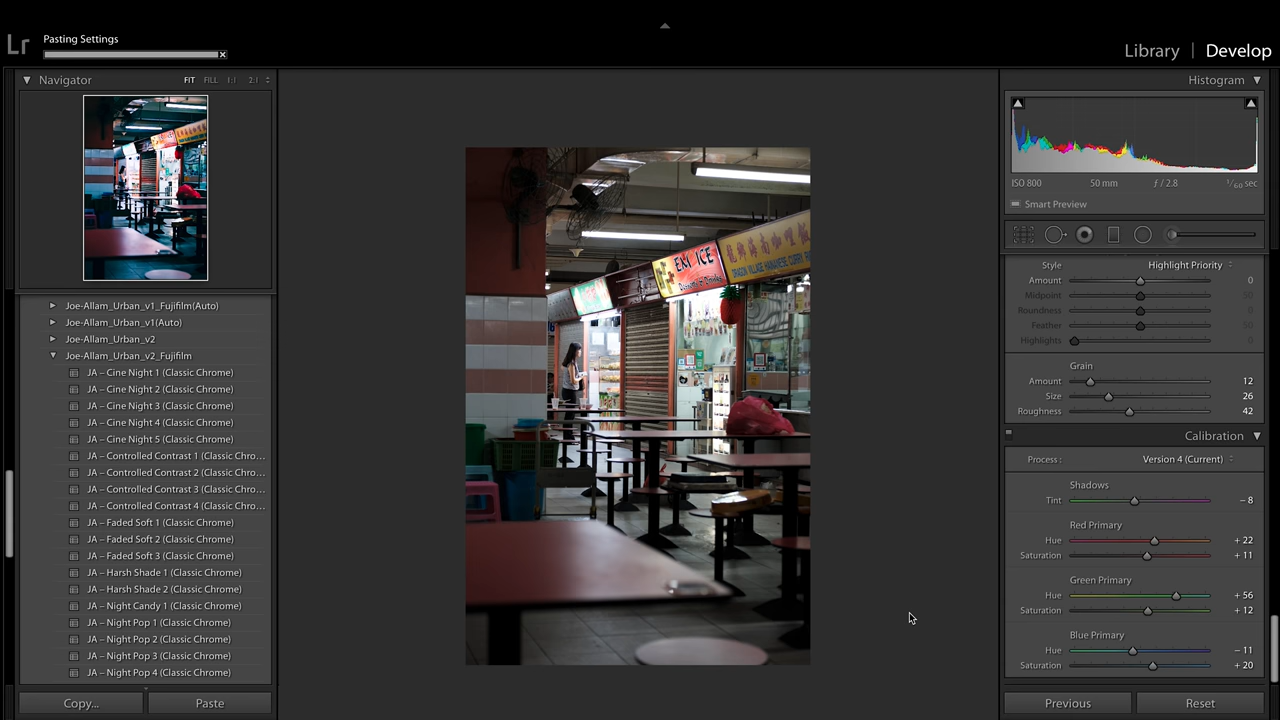 Lr
Pasting Settings
Library | Develop
Navigator
FIT FILL 1:1 2:1
Joe-Allam_Urban_v1_Fujifilm(Auto)
Joe-Allam_Urban_v1(Auto)
Joe-Allam_Urban_v2
Joe-Allam_Urban_v2_Fujifilm
JA – Cine Night 1 (Classic Chrome)
JA – Cine Night 2 (Classic Chrome)
JA – Cine Night 3 (Classic Chrome)
JA – Cine Night 4 (Classic Chrome)
JA – Cine Night 5 (Classic Chrome)
JA – Controlled Contrast 1 (Classic Chro...
JA – Controlled Contrast 2 (Classic Chro...
JA – Controlled Contrast 3 (Classic Chro...
JA – Controlled Contrast 4 (Classic Chro...
JA – Faded Soft 1 (Classic Chrome)
JA – Faded Soft 2 (Classic Chrome)
JA – Faded Soft 3 (Classic Chrome)
JA – Harsh Shade 1 (Classic Chrome)
JA – Harsh Shade 2 (Classic Chrome)
JA – Night Candy 1 (Classic Chrome)
JA – Night Pop 1 (Classic Chrome)
JA – Night Pop 2 (Classic Chrome)
JA – Night Pop 3 (Classic Chrome)
JA – Night Pop 4 (Classic Chrome)
Copy...
Paste
EM ICE
DRAGON VILLAGE HAINANESE CURRY
Histogram
ISO 800 50 mm ƒ / 2.8 1/60 sec
Smart Preview
Style Highlight Priority
Amount 0
Midpoint 50
Roundness 0
Feather 50
Highlights 0
Grain
Amount 12
Size 26
Roughness 42
Calibration
Process : Version 4 (Current)
Shadows
Tint – 8
Red Primary
Hue + 22
Saturation + 11
Green Primary
Hue + 56
Saturation + 12
Blue Primary
Hue – 11
Saturation + 20
Previous
Reset